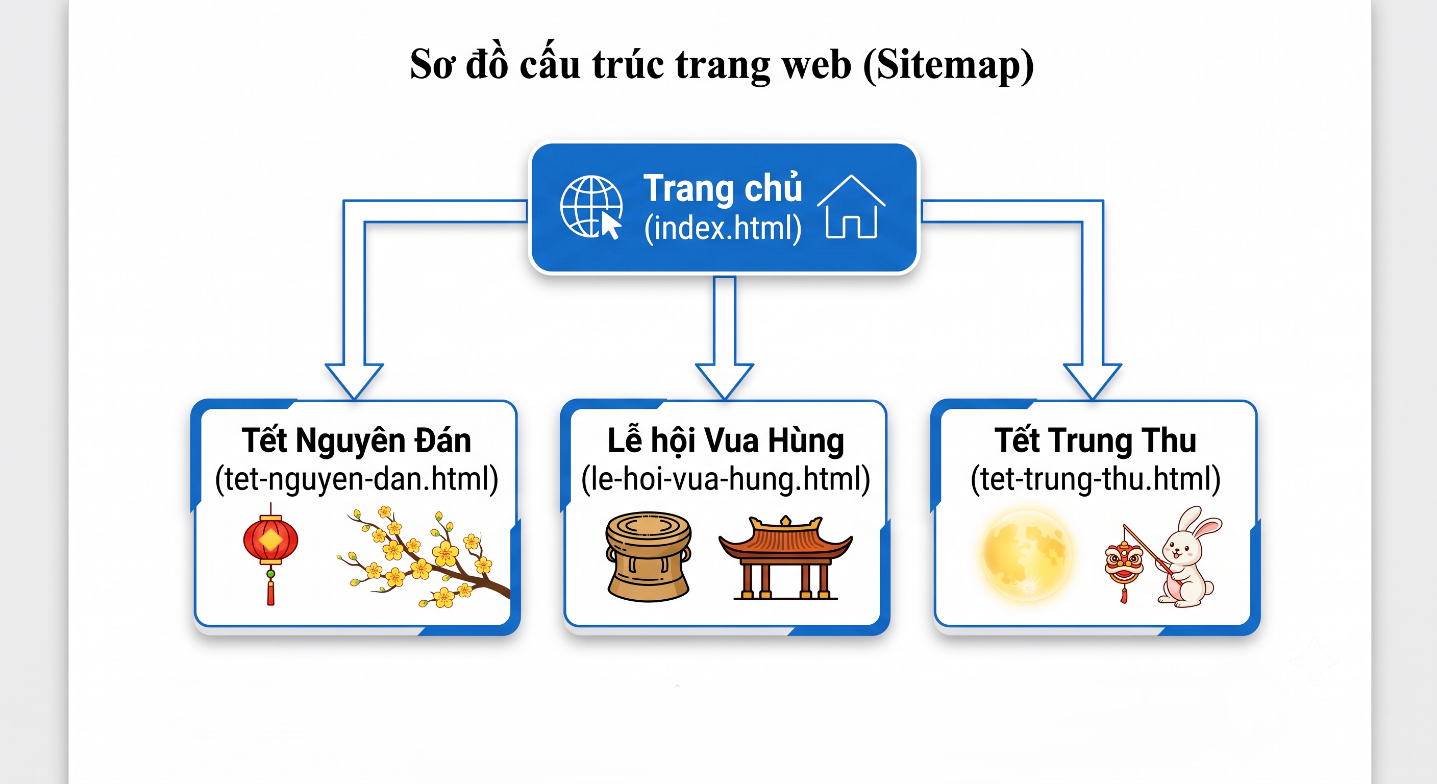 Sơ đồ cấu trúc trang web (Sitemap)
Trang chủ
(index.html)
Tết Nguyên Đán
(tet-nguyen-dan.html)
Lễ hội Vua Hùng
(le-hoi-vua-hung.html)
Tết Trung Thu
(tet-trung-thu.html)